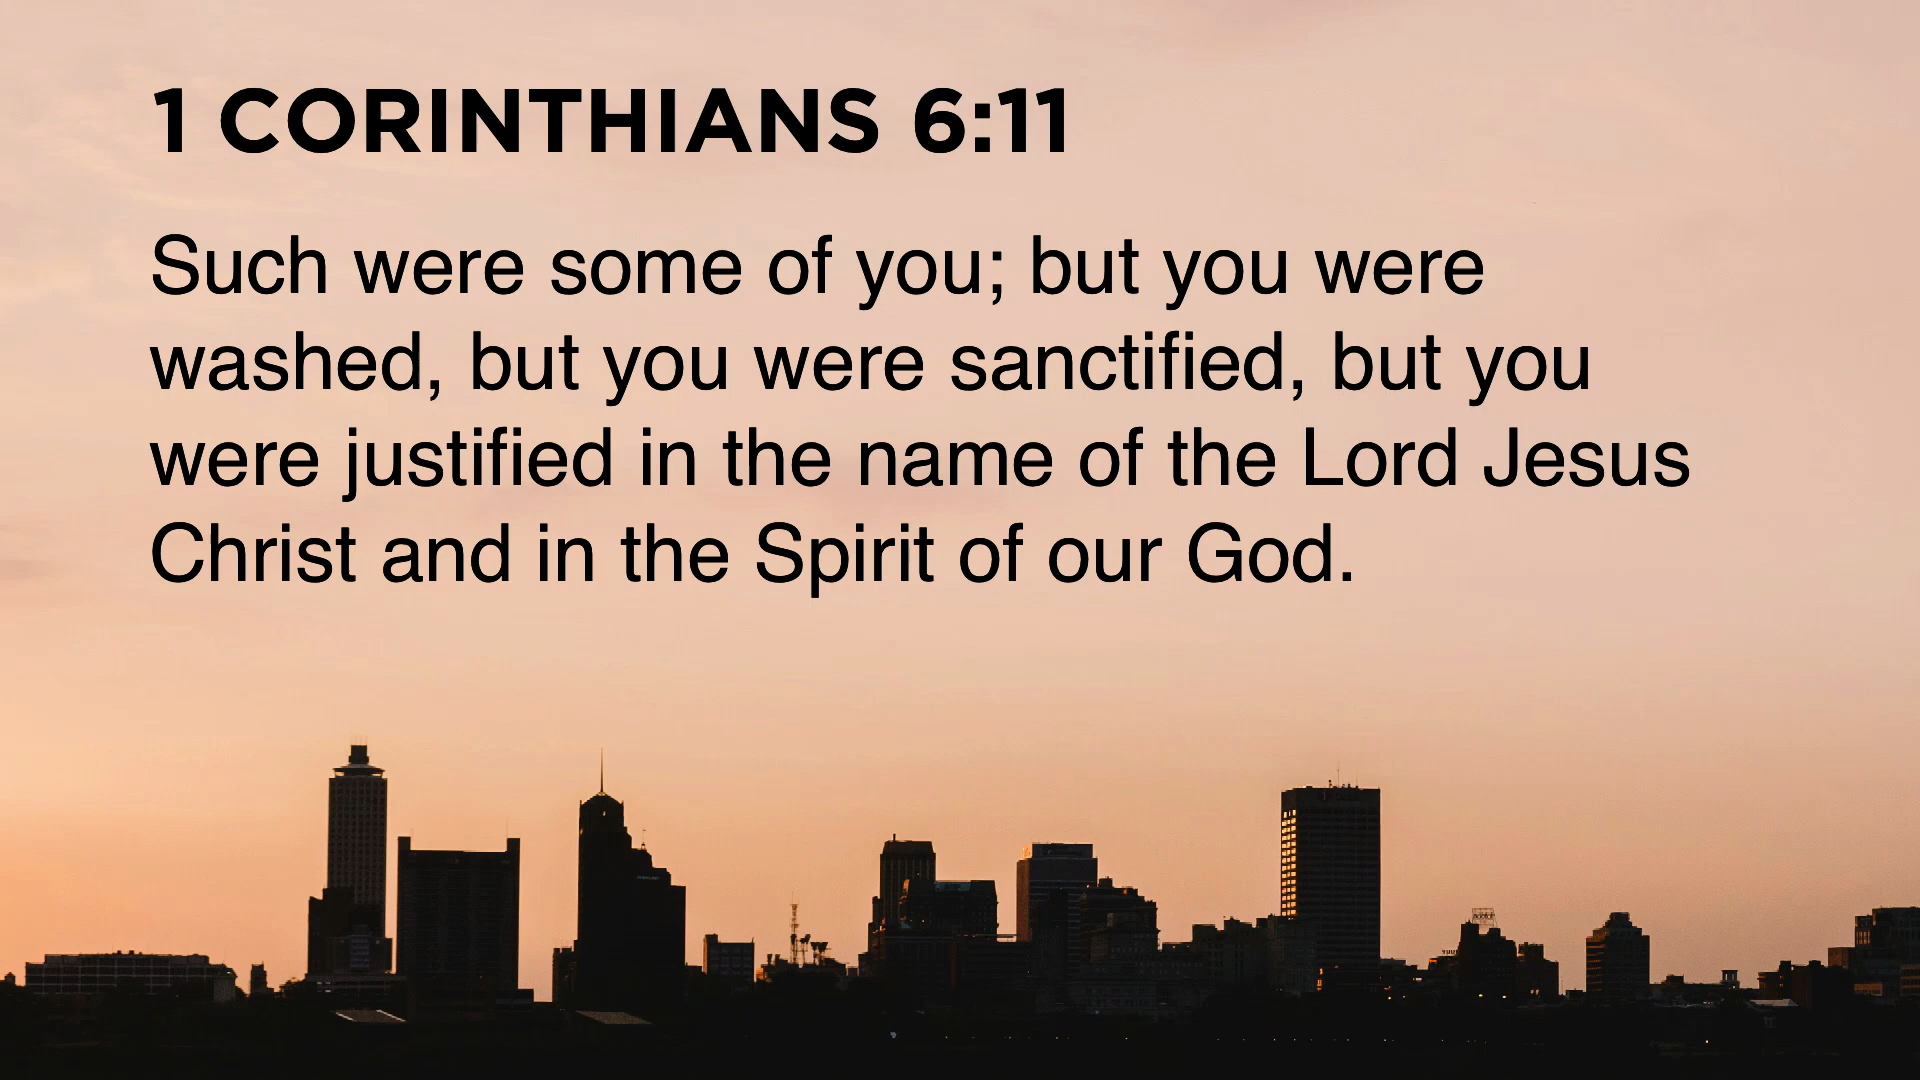 1 CORINTHIANS 6:11
Such were some of you; but you were
washed, but you were sanctified, but you
were justified in the name of the Lord Jesus
Christ and in the Spirit of our God.